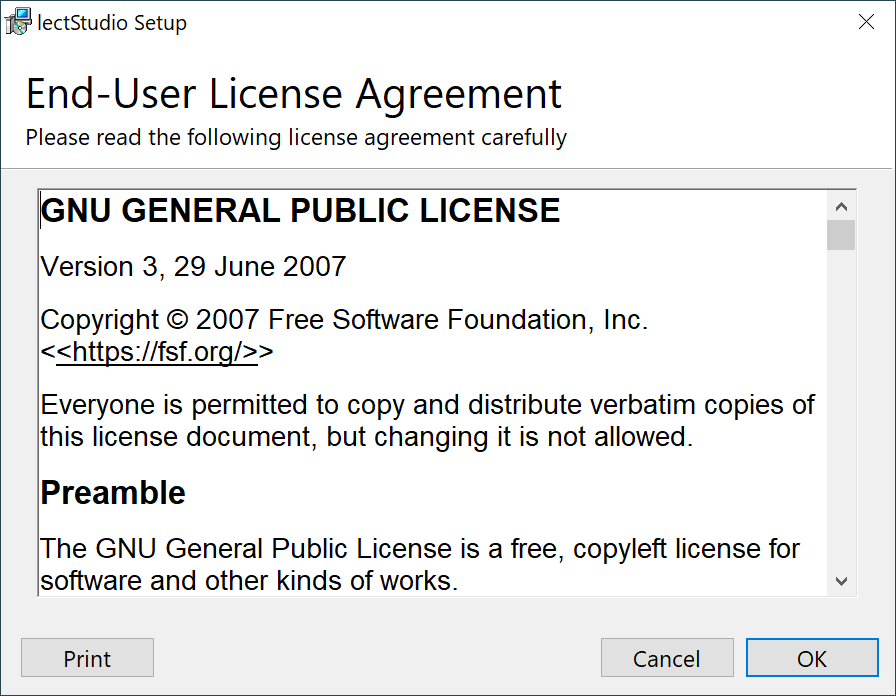 lectStudio Setup
End-User License Agreement
Please read the following license agreement carefully
GNU GENERAL PUBLIC LICENSE
Version 3, 29 June 2007
Copyright © 2007 Free Software Foundation, Inc.
<<https://fsf.org/>>
Everyone is permitted to copy and distribute verbatim copies of
this license document, but changing it is not allowed.
Preamble
The GNU General Public License is a free, copyleft license for
software and other kinds of works.
Print
Cancel
OK